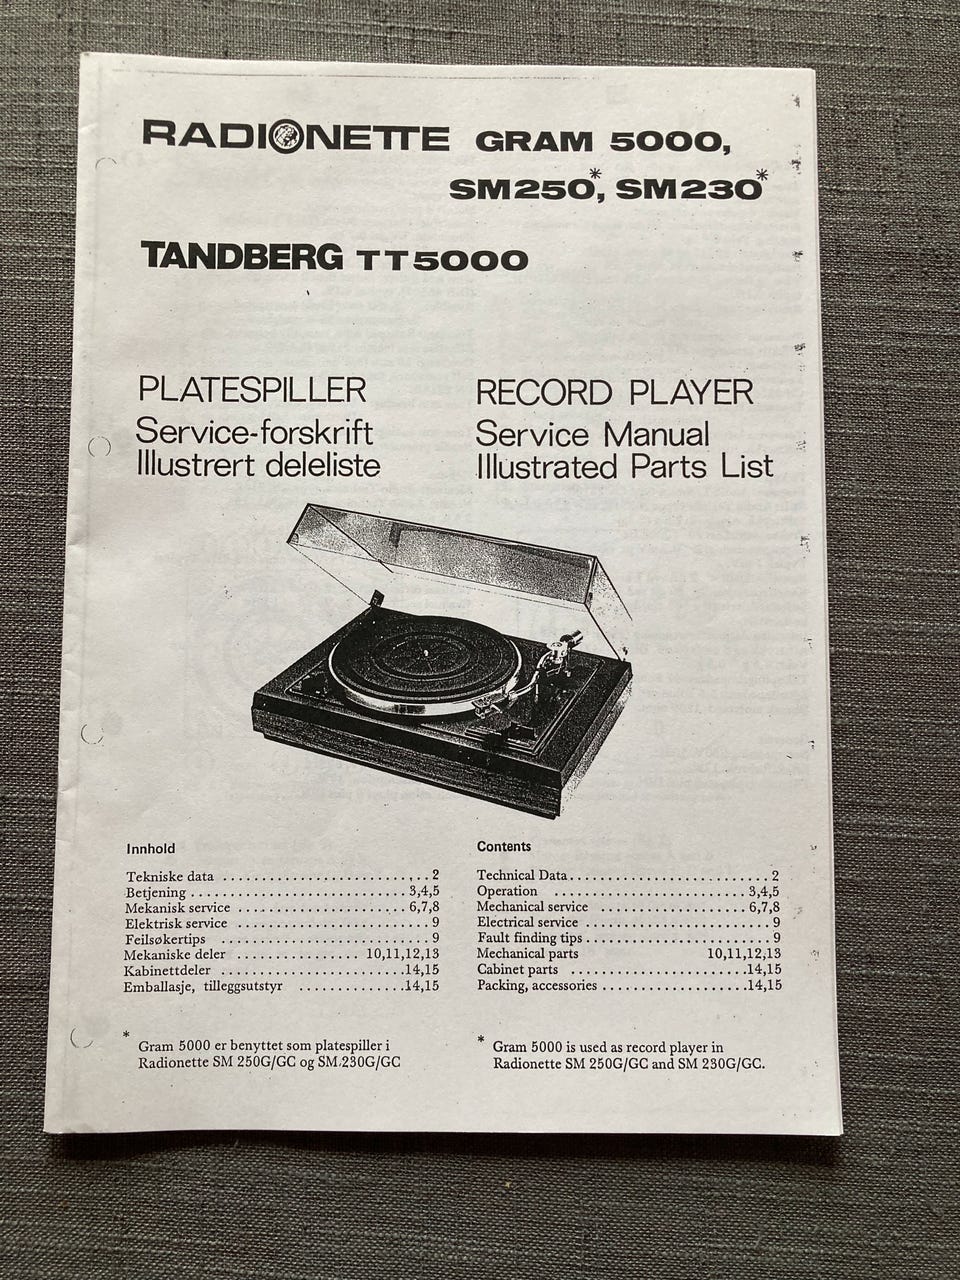 RADIONETTE GRAM 5000,
SM250*, SM230*
TANDBERG TT5000
PLATESPILLER
Service-forskrift
Illustrert deleliste
RECORD PLAYER
Service Manual
Illustrated Parts List
Innhold
Tekniske data .......................... 2
Betjening ........................... 3,4,5
Mekanisk service ..................... 6,7,8
Elektrisk service ........................ 9
Feilsøkertips .......................... 9
Mekaniske deler ............... 10,11,12,13
Kabinettdeler ....................... 14,15
Emballasje, tilleggsutstyr ............. 14,15
Contents
Technical Data......................... 2
Operation ........................ 3,4,5
Mechanical service .................. 6,7,8
Electrical service ........................ 9
Fault finding tips ........................ 9
Mechanical parts 10,11,12,13
Cabinet parts ...................... 14,15
Packing, accessories .................. 14,15
* Gram 5000 er benyttet som platespiller i
Radionette SM 250G/GC og SM.230G/GC
* Gram 5000 is used as record player in
Radionette SM 250G/GC and SM 230G/GC.